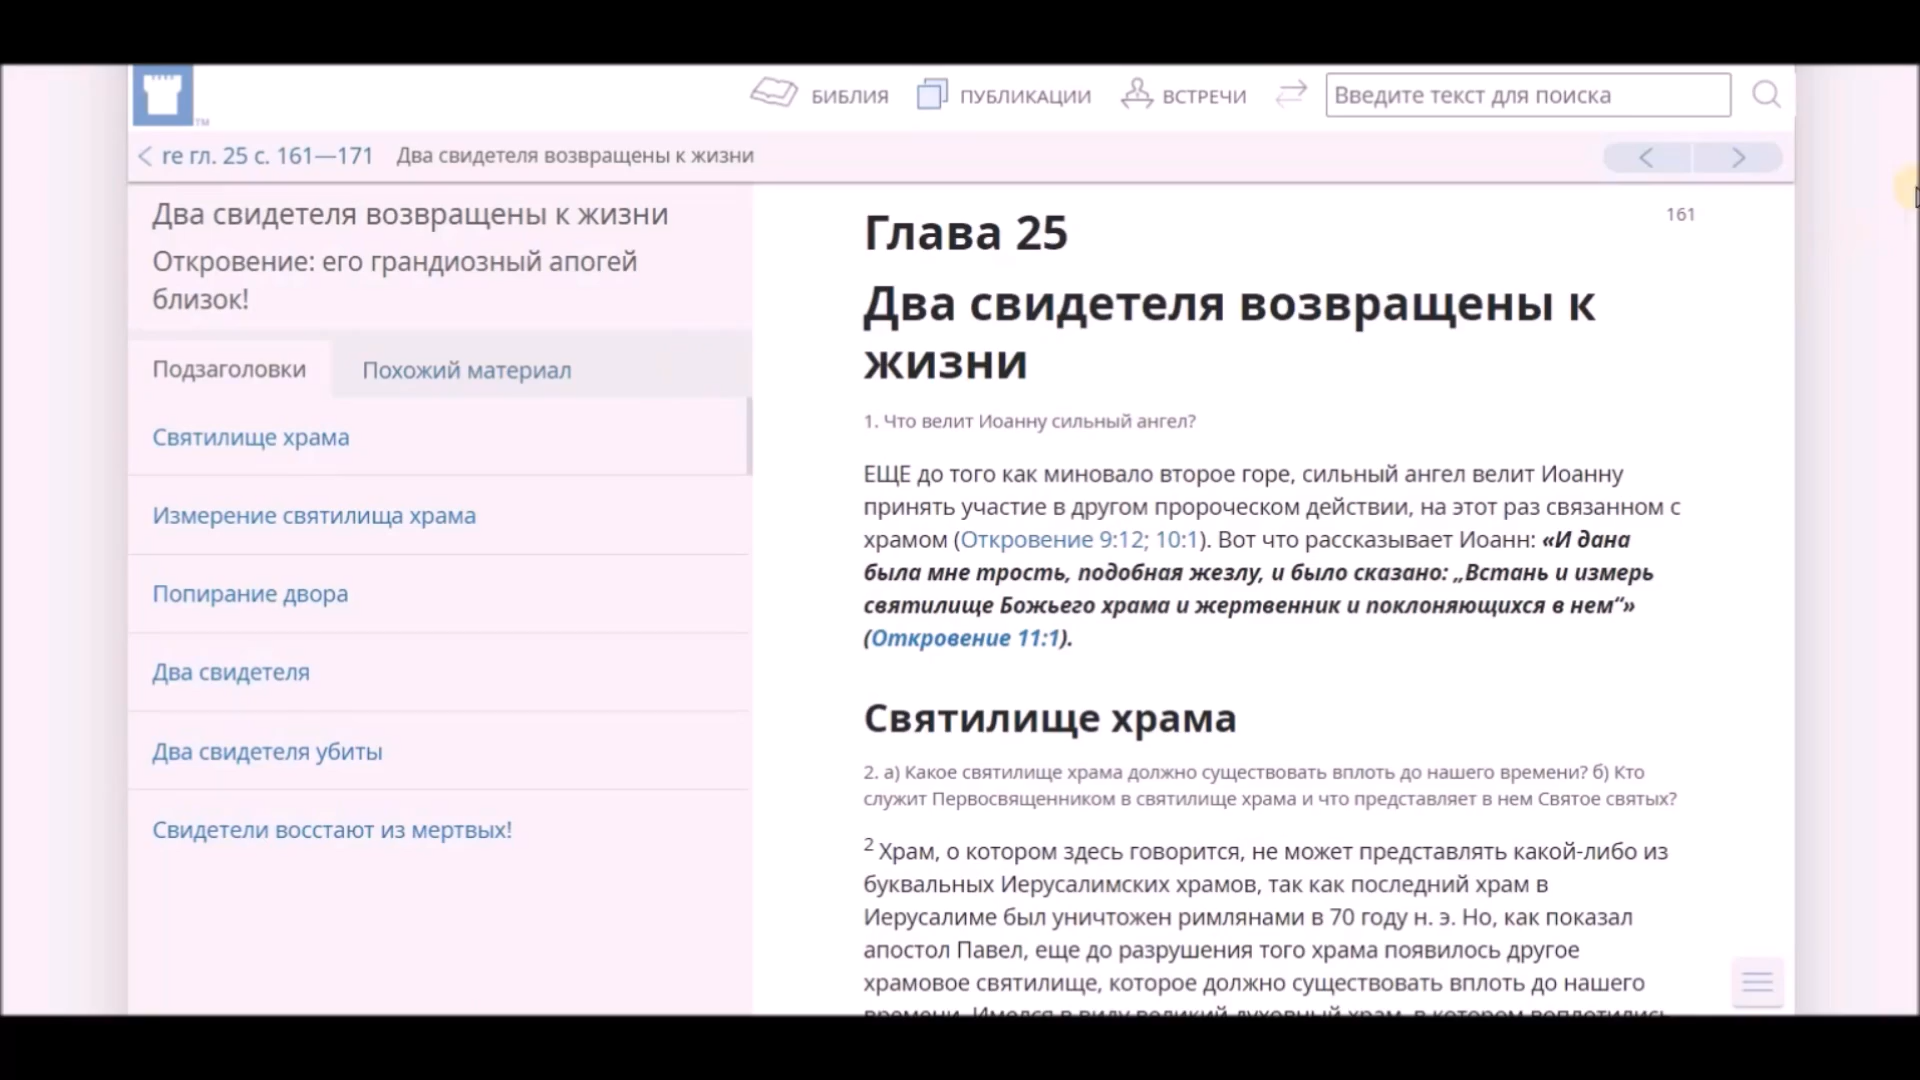 БИБЛИЯ ПУБЛИКАЦИИ ВСТРЕЧИ Введите текст для поиска
TM
re гл. 25 с. 161—171 Два свидетеля возвращены к жизни
Два свидетеля возвращены к жизни
Откровение: его грандиозный апогей
близок!
Подзаголовки Похожий материал
Святилище храма
Измерение святилища храма
Попирание двора
Два свидетеля
Два свидетеля убиты
Свидетели восстают из мертвых!
161
Глава 25
Два свидетеля возвращены к
жизни
1. Что велит Иоанну сильный ангел?
ЕЩЕ до того как миновало второе горе, сильный ангел велит Иоанну
принять участие в другом пророческом действии, на этот раз связанном с
храмом (Откровение 9:12; 10:1). Вот что рассказывает Иоанн: «И дана
была мне трость, подобная жезлу, и было сказано: „Встань и измерь
святилище Божьего храма и жертвенник и поклоняющихся в нем“»
(Откровение 11:1).
Святилище храма
2. а) Какое святилище храма должно существовать вплоть до нашего времени? б) Кто
служит Первосвященником в святилище храма и что представляет в нем Святое святых?
2 Храм, о котором здесь говорится, не может представлять какой-либо из
буквальных Иерусалимских храмов, так как последний храм в
Иерусалиме был уничтожен римлянами в 70 году н. э. Но, как показал
апостол Павел, еще до разрушения того храма появилось другое
храмовое святилище, которое должно существовать вплоть до нашего
времени. Имелся в виду великий духовный храм, в котором воплотились